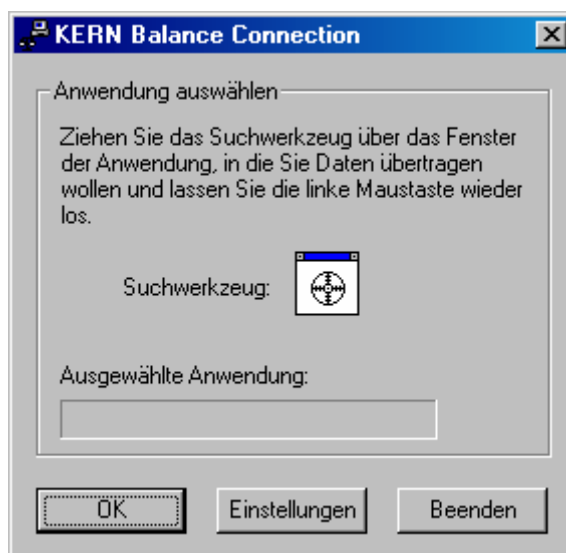 KERN Balance Connection
Anwendung auswählen
Ziehen Sie das Suchwerkzeug über das Fenster
der Anwendung, in die Sie Daten übertragen
wollen und lassen Sie die linke Maustaste wieder
los.
Suchwerkzeug:
Ausgewählte Anwendung:
OK Einstellungen Beenden